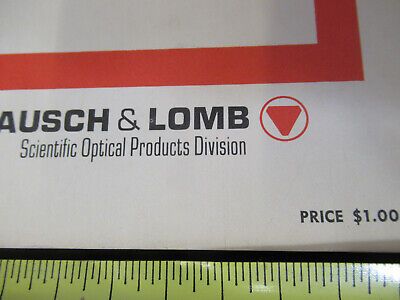 AUSCH & LOMB
Scientific Optical Products Division
PRICE $1.00